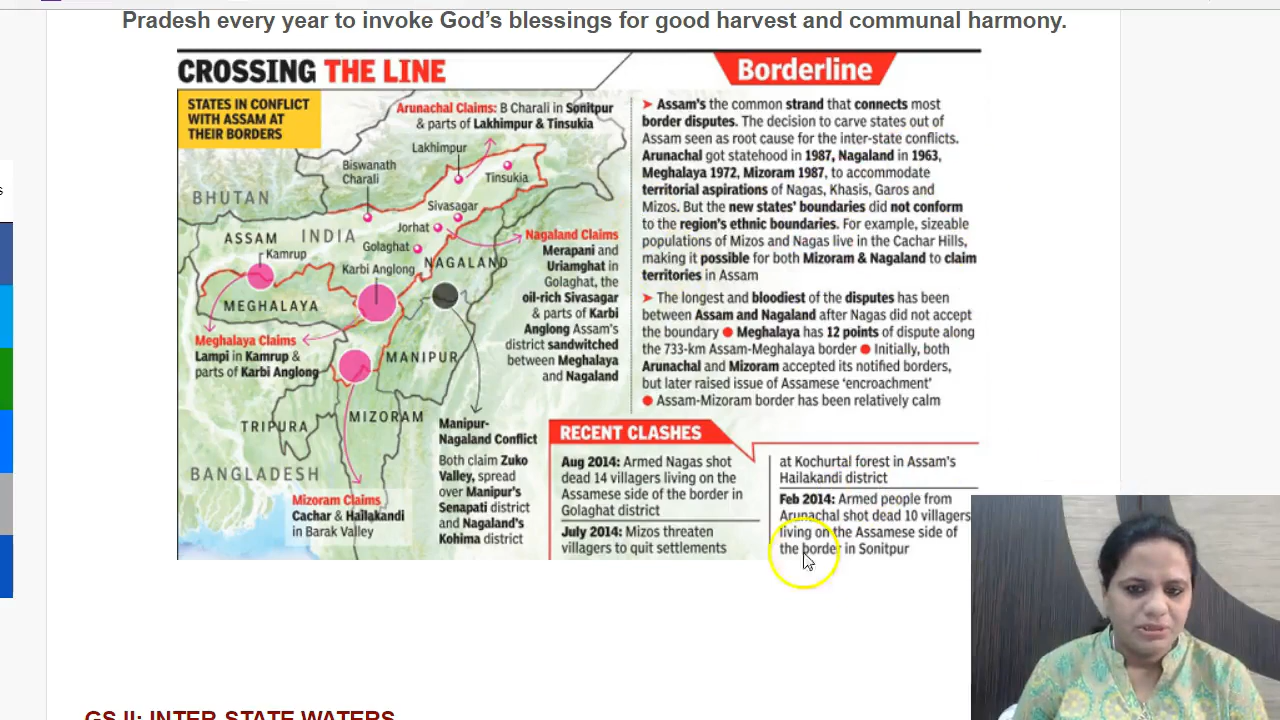 Pradesh every year to invoke God's blessings for good harvest and communal harmony.
CROSSING THE LINE
STATES IN CONFLICT
WITH ASSAM AT
THEIR BORDERS
Arunachal Claims: B Charali in Sonitpur
& parts of Lakhimpur & Tinsukia
Lakhimpur
Biswanath
Charali
Tinsukia
BHUTAN
Sivasagar
Jorhat
ASSAM
INDIA
Golaghat
Kamrup
Karbi Anglong
NAGALAND
MEGHALAYA
Nagaland Claims
Merapani and
Uriamghat in
Golaghat, the
oil-rich Sivasagar
& parts of Karbi
Anglong Assam's
district sandwiched
between Meghalaya
and Nagaland
Meghalaya Claims
Lampi in Kamrup &
parts of Karbi Anglong
MANIPUR
TRIPURA
MIZORAM
BANGLADESH
Mizoram Claims
Cachar & Hailakandi
in Barak Valley
Manipur-
Nagaland Conflict
Both claim Zuko
Valley, spread
over Manipur's
Senapati district
and Nagaland's
Kohima district
Borderline
➤ Assam's the common strand that connects most
border disputes. The decision to carve states out of
Assam seen as root cause for the inter-state conflicts.
Arunachal got statehood in 1987, Nagaland in 1963,
Meghalaya 1972, Mizoram 1987, to accommodate
territorial aspirations of Nagas, Khasis, Garos and
Mizos. But the new states' boundaries did not conform
to the region's ethnic boundaries. For example, sizeable
populations of Mizos and Nagas live in the Cachar Hills,
making it possible for both Mizoram & Nagaland to claim
territories in Assam
➤ The longest and bloodiest of the disputes has been
between Assam and Nagaland after Nagas did not accept
the boundary ● Meghalaya has 12 points of dispute along
the 733-km Assam-Meghalaya border ● Initially, both
Arunachal and Mizoram accepted its notified borders,
but later raised issue of Assamese 'encroachment'
● Assam-Mizoram border has been relatively calm
RECENT CLASHES
Aug 2014: Armed Nagas shot
dead 14 villagers living on the
Assamese side of the border in
Golaghat district
July 2014: Mizos threaten
villagers to quit settlements
at Kochurtal forest in Assam's
Hailakandi district
Feb 2014: Armed people from
Arunachal shot dead 10 villagers
living on the Assamese side of
the border in Sonitpur
GS II: INTER STATE WATERS
s